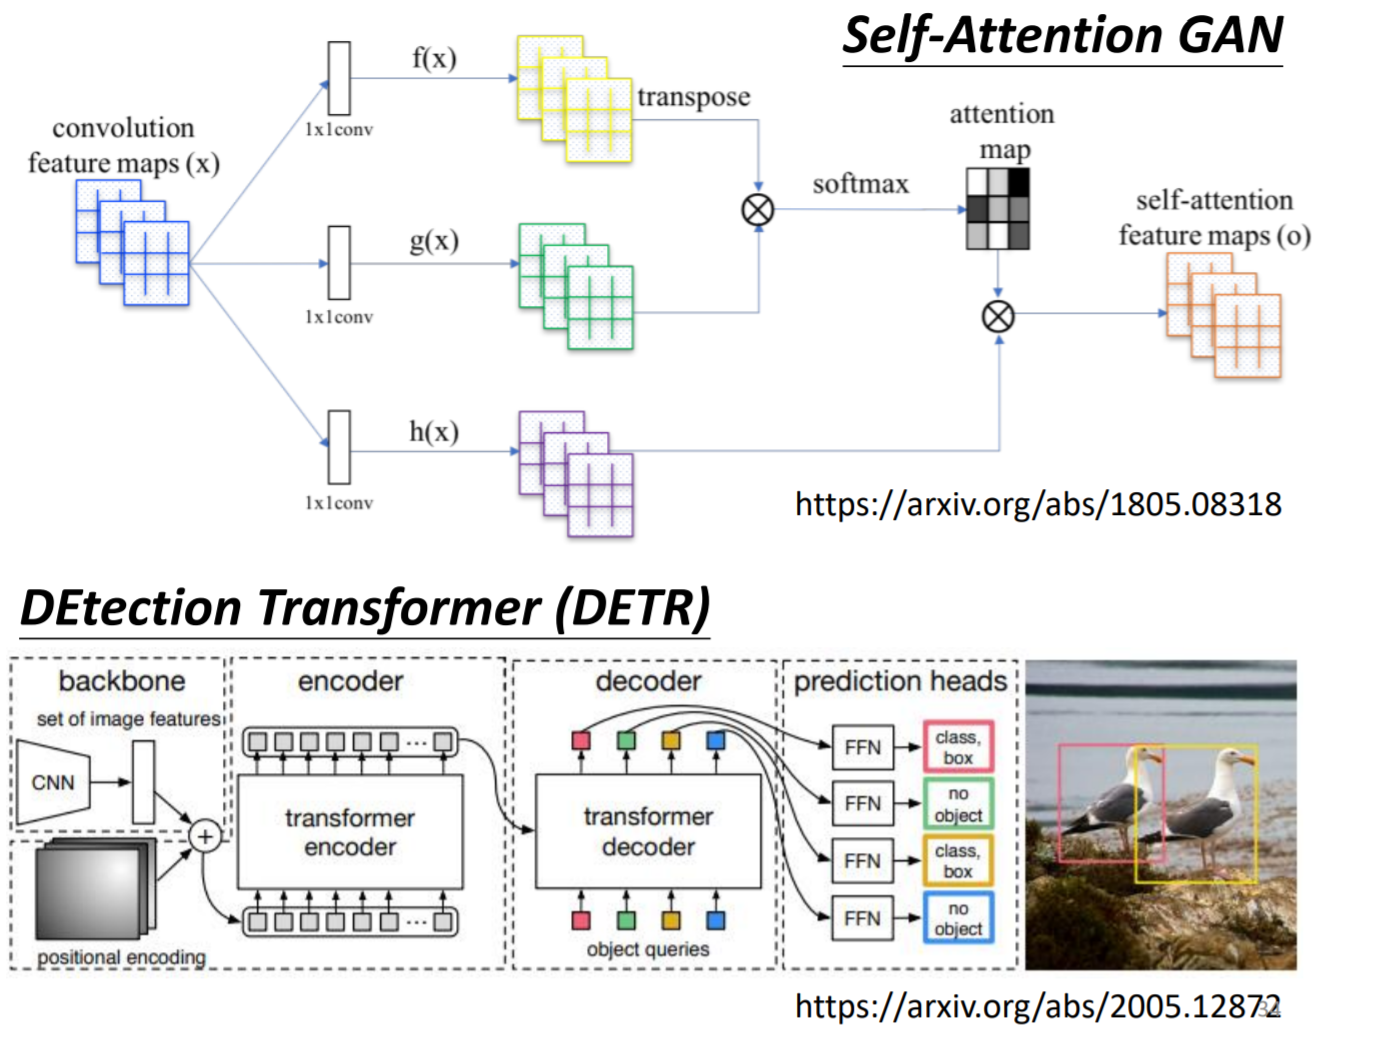 Self-Attention GAN
convolution
feature maps (x)
1x1conv
f(x)
transpose
1x1conv
g(x)
softmax
attention
map
self-attention
feature maps (o)
1x1conv
h(x)
https://arxiv.org/abs/1805.08318
DEtection Transformer (DETR)
backbone
set of image features
CNN
+
positional encoding
encoder
...
transformer
encoder
...
decoder
transformer
decoder
object queries
prediction heads
FFN
class,
box
FFN
no
object
FFN
class,
box
FFN
no
object
https://arxiv.org/abs/2005.12872
34